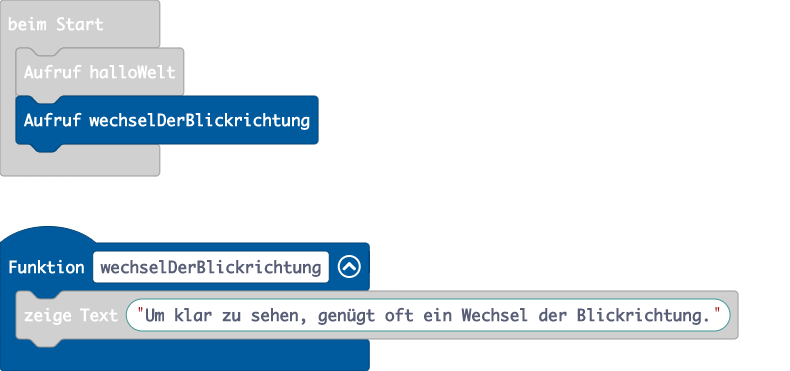 beim Start
Aufruf halloWelt
Aufruf wechselDerBlickrichtung
Funktion wechselDerBlickrichtung
zeige Text "Um klar zu sehen, genügt oft ein Wechsel der Blickrichtung."